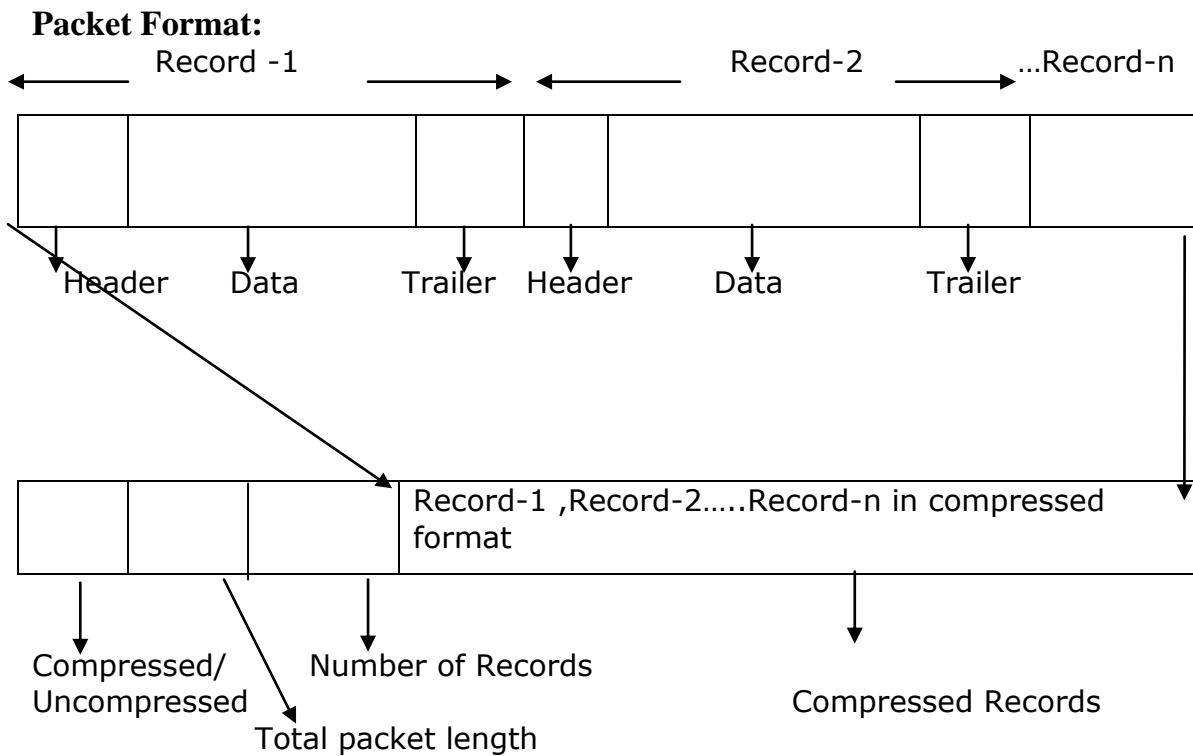 Packet Format:
Record -1
Record-2
...Record-n
Header
Data
Trailer
Header
Data
Trailer
Record-1 ,Record-2.....Record-n in compressed
format
Compressed/
Uncompressed
Number of Records
Compressed Records
Total packet length